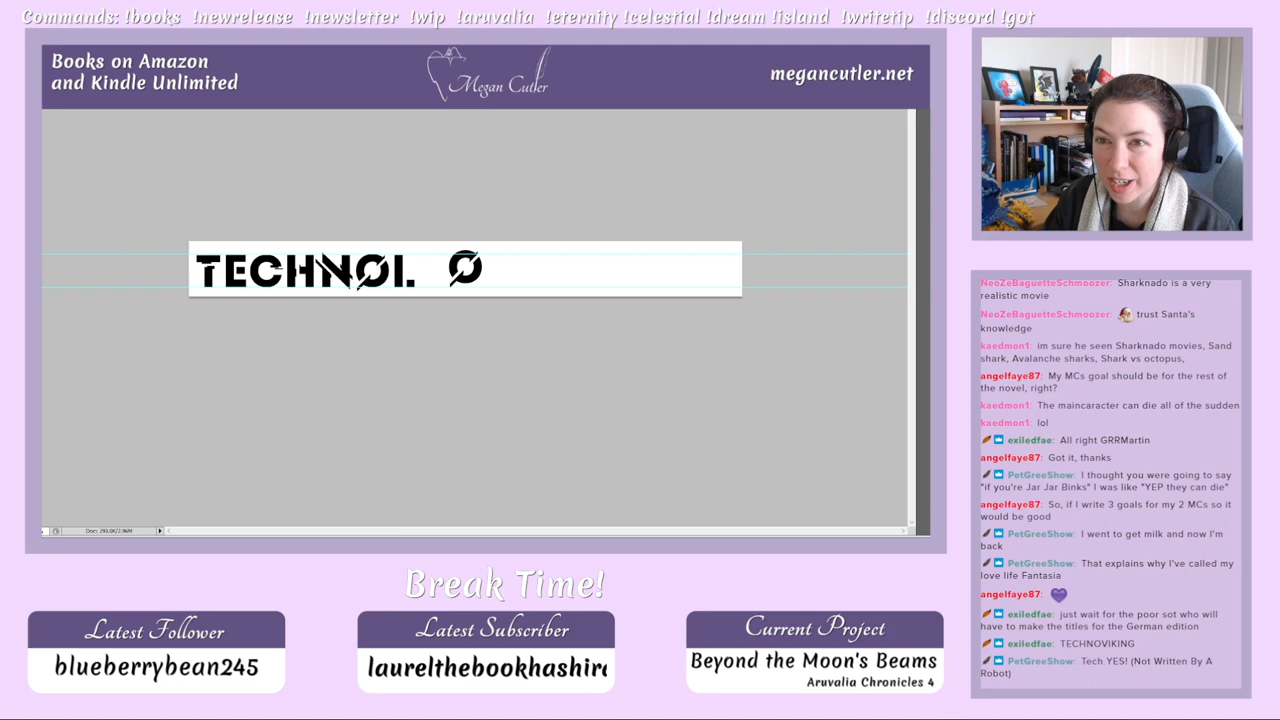 Commands: !books !newrelease !newsletter !wip !aruvalia !eternity !celestial !dream !island !writetip !discord !got
Books on Amazon
and Kindle Unlimited
Megan Cutler
megancutler.net
TECHNOL Ø
Doc: 293.0K/2.96M
Break Time!
Latest Follower
blueberrybean245
Latest Subscriber
laurelthebookhashira
Current Project
Beyond the Moon's Beams
Aruvalia Chronicles 4
NeoZeBaguetteSchmoozer: Sharknado is a very
realistic movie
NeoZeBaguetteSchmoozer: trust Santa's
knowledge
kaedmon1: im sure he seen Sharknado movies, Sand
shark, Avalanche sharks, Shark vs octopus,
angelfaye87: My MCs goal should be for the rest of
the novel, right?
kaedmon1: The maincaracter can die all of the sudden
kaedmon1: lol
exiledfae: All right GRRMartin
angelfaye87: Got it, thanks
PetGreeShow: I thought you were going to say
"if you're Jar Jar Binks" I was like "YEP they can die"
angelfaye87: So, if I write 3 goals for my 2 MCs so it
would be good
PetGreeShow: I went to get milk and now I'm
back
PetGreeShow: That explains why I've called my
love life Fantasia
angelfaye87:
exiledfae: just wait for the poor sot who will
have to make the titles for the German edition
exiledfae: TECHNOVIKING
PetGreeShow: Tech YES! (Not Written By A
Robot)